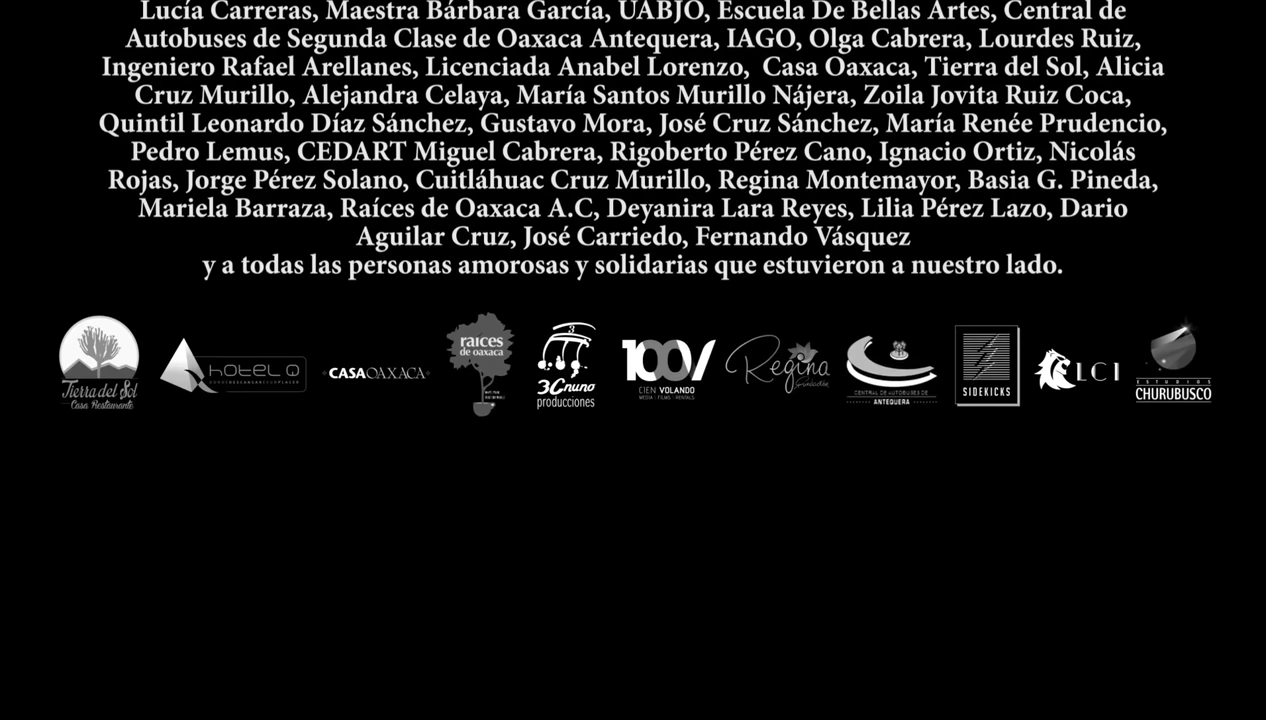 Lucía Carreras, Maestra Bárbara García, UABJO, Escuela De Bellas Artes, Central de
Autobuses de Segunda Clase de Oaxaca Antequera, IAGO, Olga Cabrera, Lourdes Ruiz,
Ingeniero Rafael Arellanes, Licenciada Anabel Lorenzo, Casa Oaxaca, Tierra del Sol, Alicia
Cruz Murillo, Alejandra Celaya, María Santos Murillo Nájera, Zoila Jovita Ruiz Coca,
Quintil Leonardo Díaz Sánchez, Gustavo Mora, José Cruz Sánchez, María Renée Prudencio,
Pedro Lemus, CEDART Miguel Cabrera, Rigoberto Pérez Cano, Ignacio Ortiz, Nicolás
Rojas, Jorge Pérez Solano, Cuitláhuac Cruz Murillo, Regina Montemayor, Basia G. Pineda,
Mariela Barraza, Raíces de Oaxaca A.C, Deyanira Lara Reyes, Lilia Pérez Lazo, Dario
Aguilar Cruz, José Carriedo, Fernando Vásquez
y a todas las personas amorosas y solidarias que estuvieron a nuestro lado.
Tierra del Sol
Casa Restaurante
HOTEL Q
CASAOAXACA
raíces
de oaxaca
3
3Cnuno
producciones
100V
CIEN VOLANDO
MEDIA | FILMS | RENTALS
Regina
Fundación
CENTRAL DE AUTOBUSES DE
ANTEQUERA
SIDEKICKS
LCI
ESTUDIOS
CHURUBUSCO